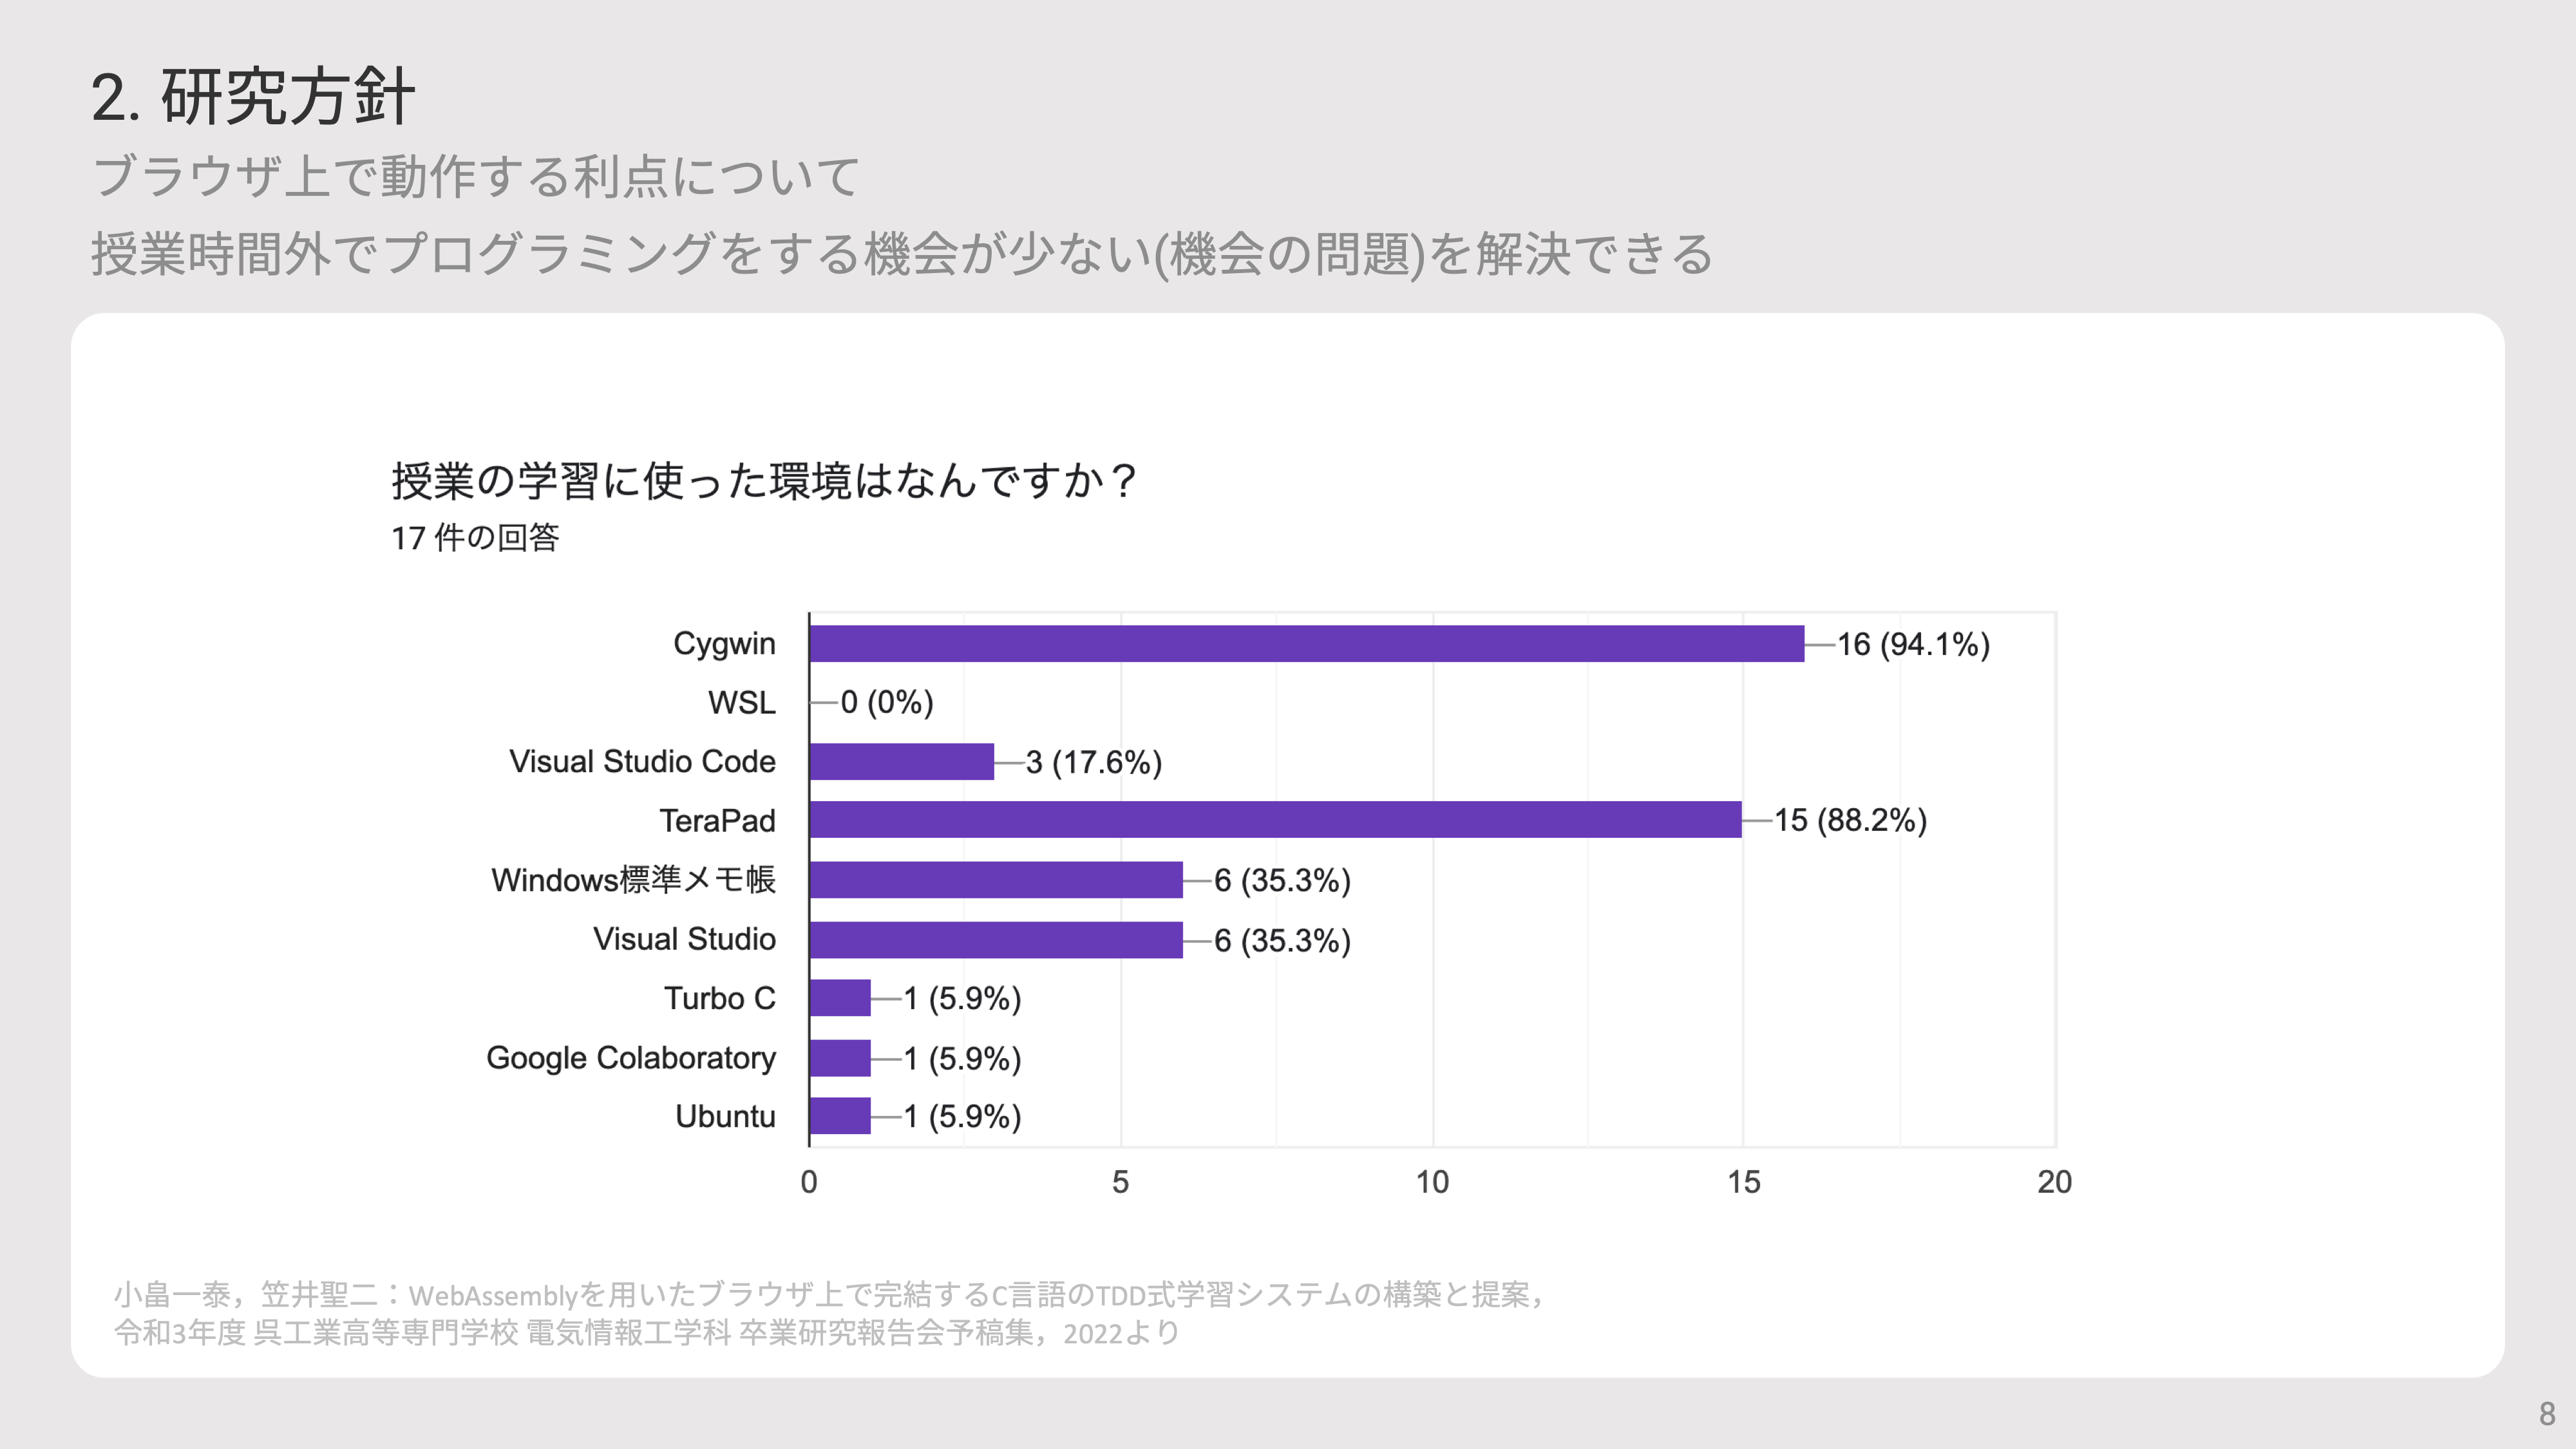 2. 研究方針
ブラウザ上で動作する利点について
授業時間外でプログラミングをする機会が少ない(機会の問題)を解決できる
授業の学習に使った環境はなんですか？
17 件の回答
Cygwin 16 (94.1%)
WSL 0 (0%)
Visual Studio Code 3 (17.6%)
TeraPad 15 (88.2%)
Windows標準メモ帳 6 (35.3%)
Visual Studio 6 (35.3%)
Turbo C 1 (5.9%)
Google Colaboratory 1 (5.9%)
Ubuntu 1 (5.9%)
0 5 10 15 20
小畠一泰，笠井聖二：WebAssemblyを用いたブラウザ上で完結するC言語のTDD式学習システムの構築と提案，
令和3年度 呉工業高等専門学校 電気情報工学科 卒業研究報告会予稿集，2022より
8